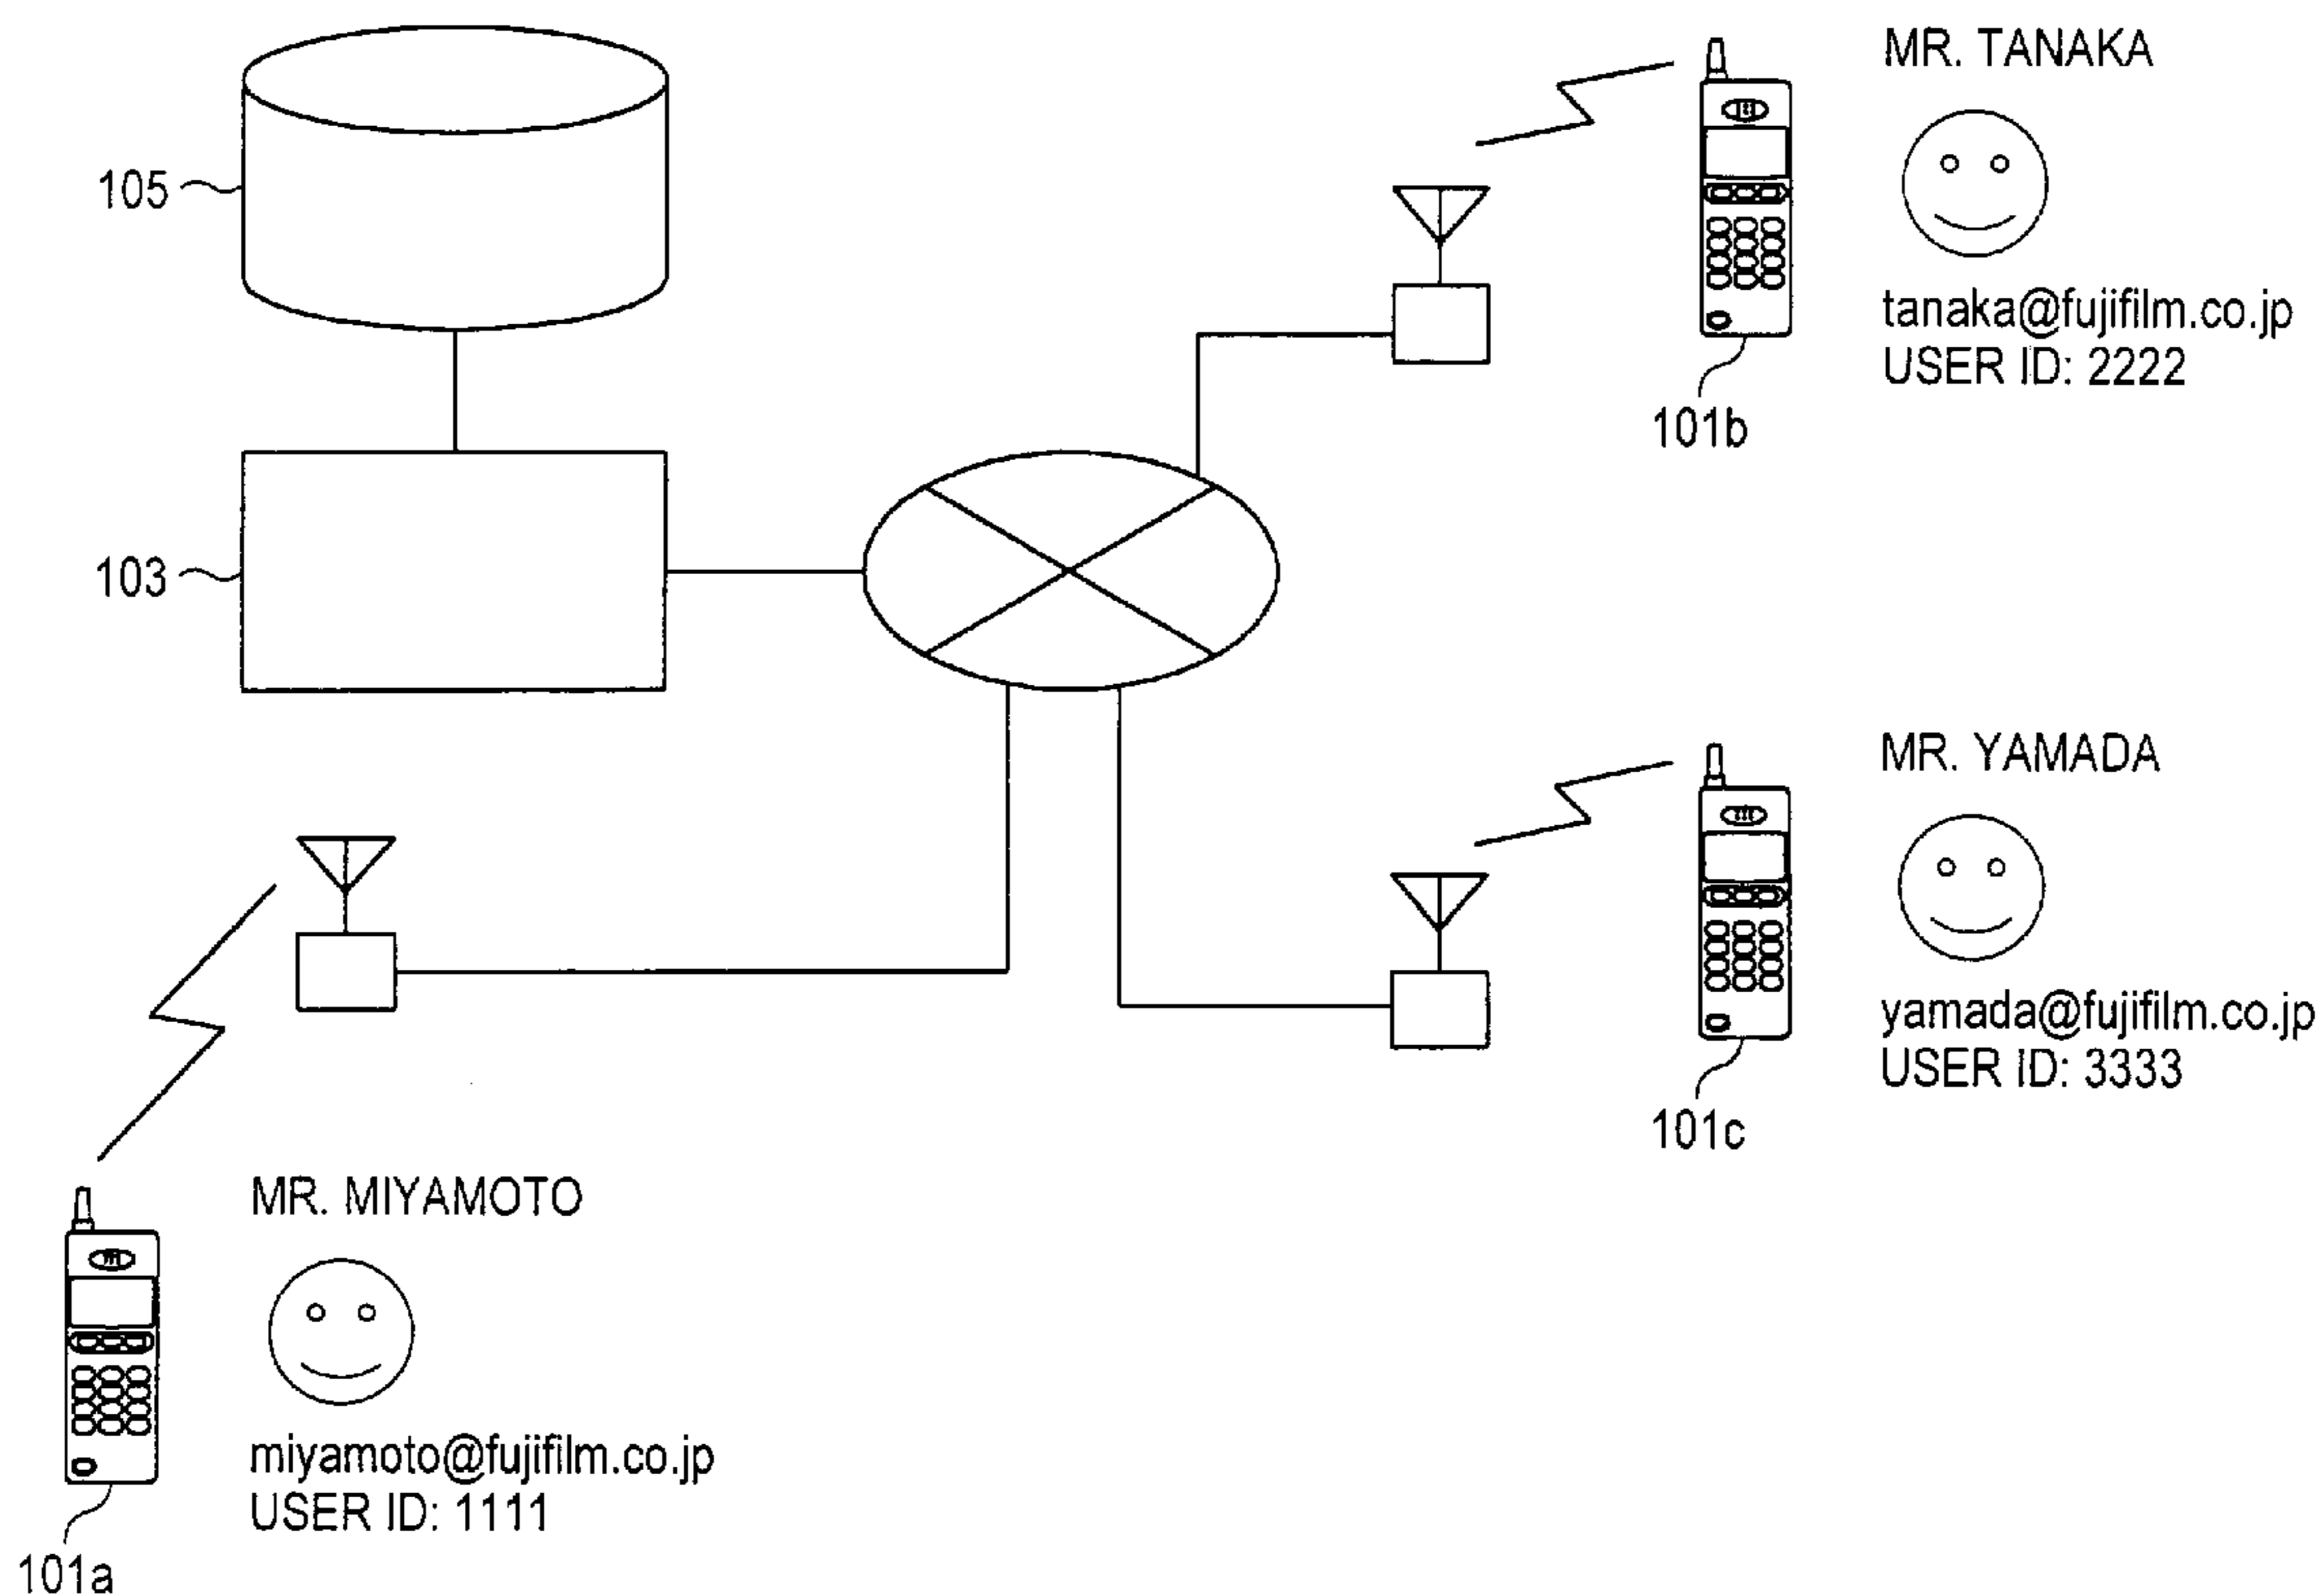 105
103
MR. TANAKA
tanaka@fujifilm.co.jp
USER ID: 2222
101b
MR. YAMADA
yamada@fujifilm.co.jp
USER ID: 3333
101c
MR. MIYAMOTO
miyamoto@fujifilm.co.jp
USER ID: 1111
101a